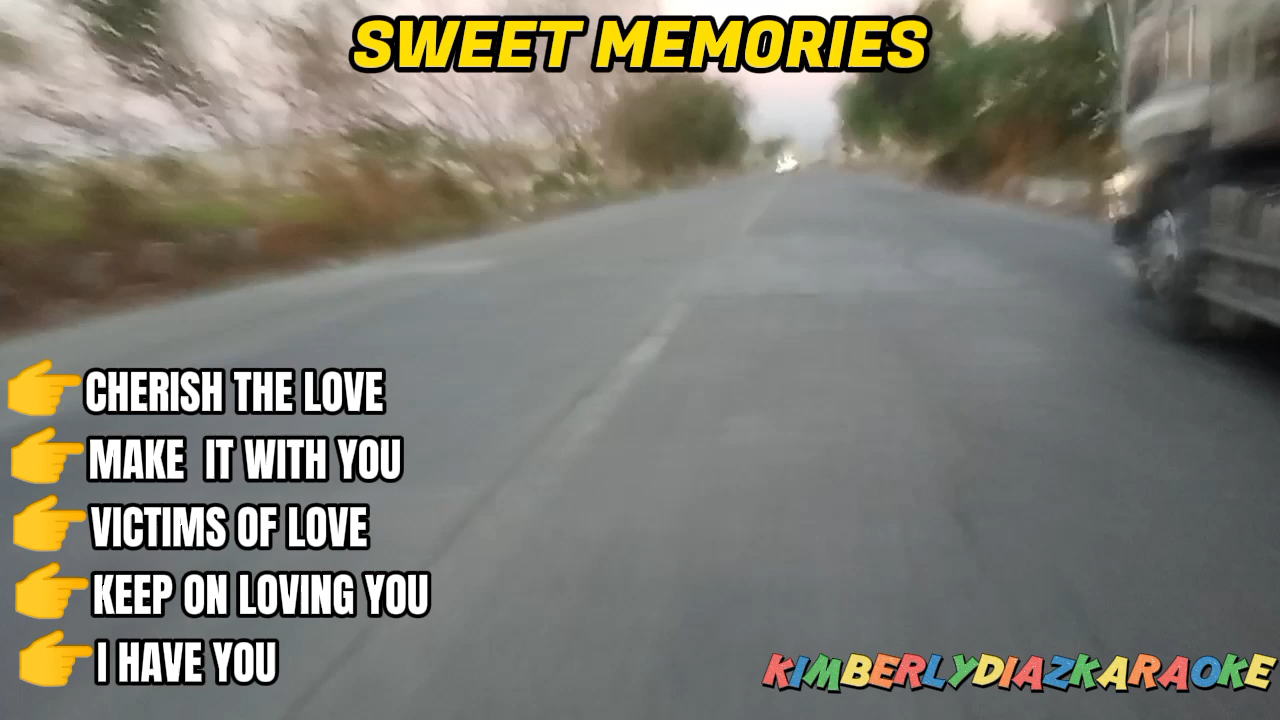 SWEET MEMORIES
CHERISH THE LOVE
MAKE  IT WITH YOU
VICTIMS OF LOVE
KEEP ON LOVING YOU
I HAVE YOU
KIMBERLYDIAZKARAOKE